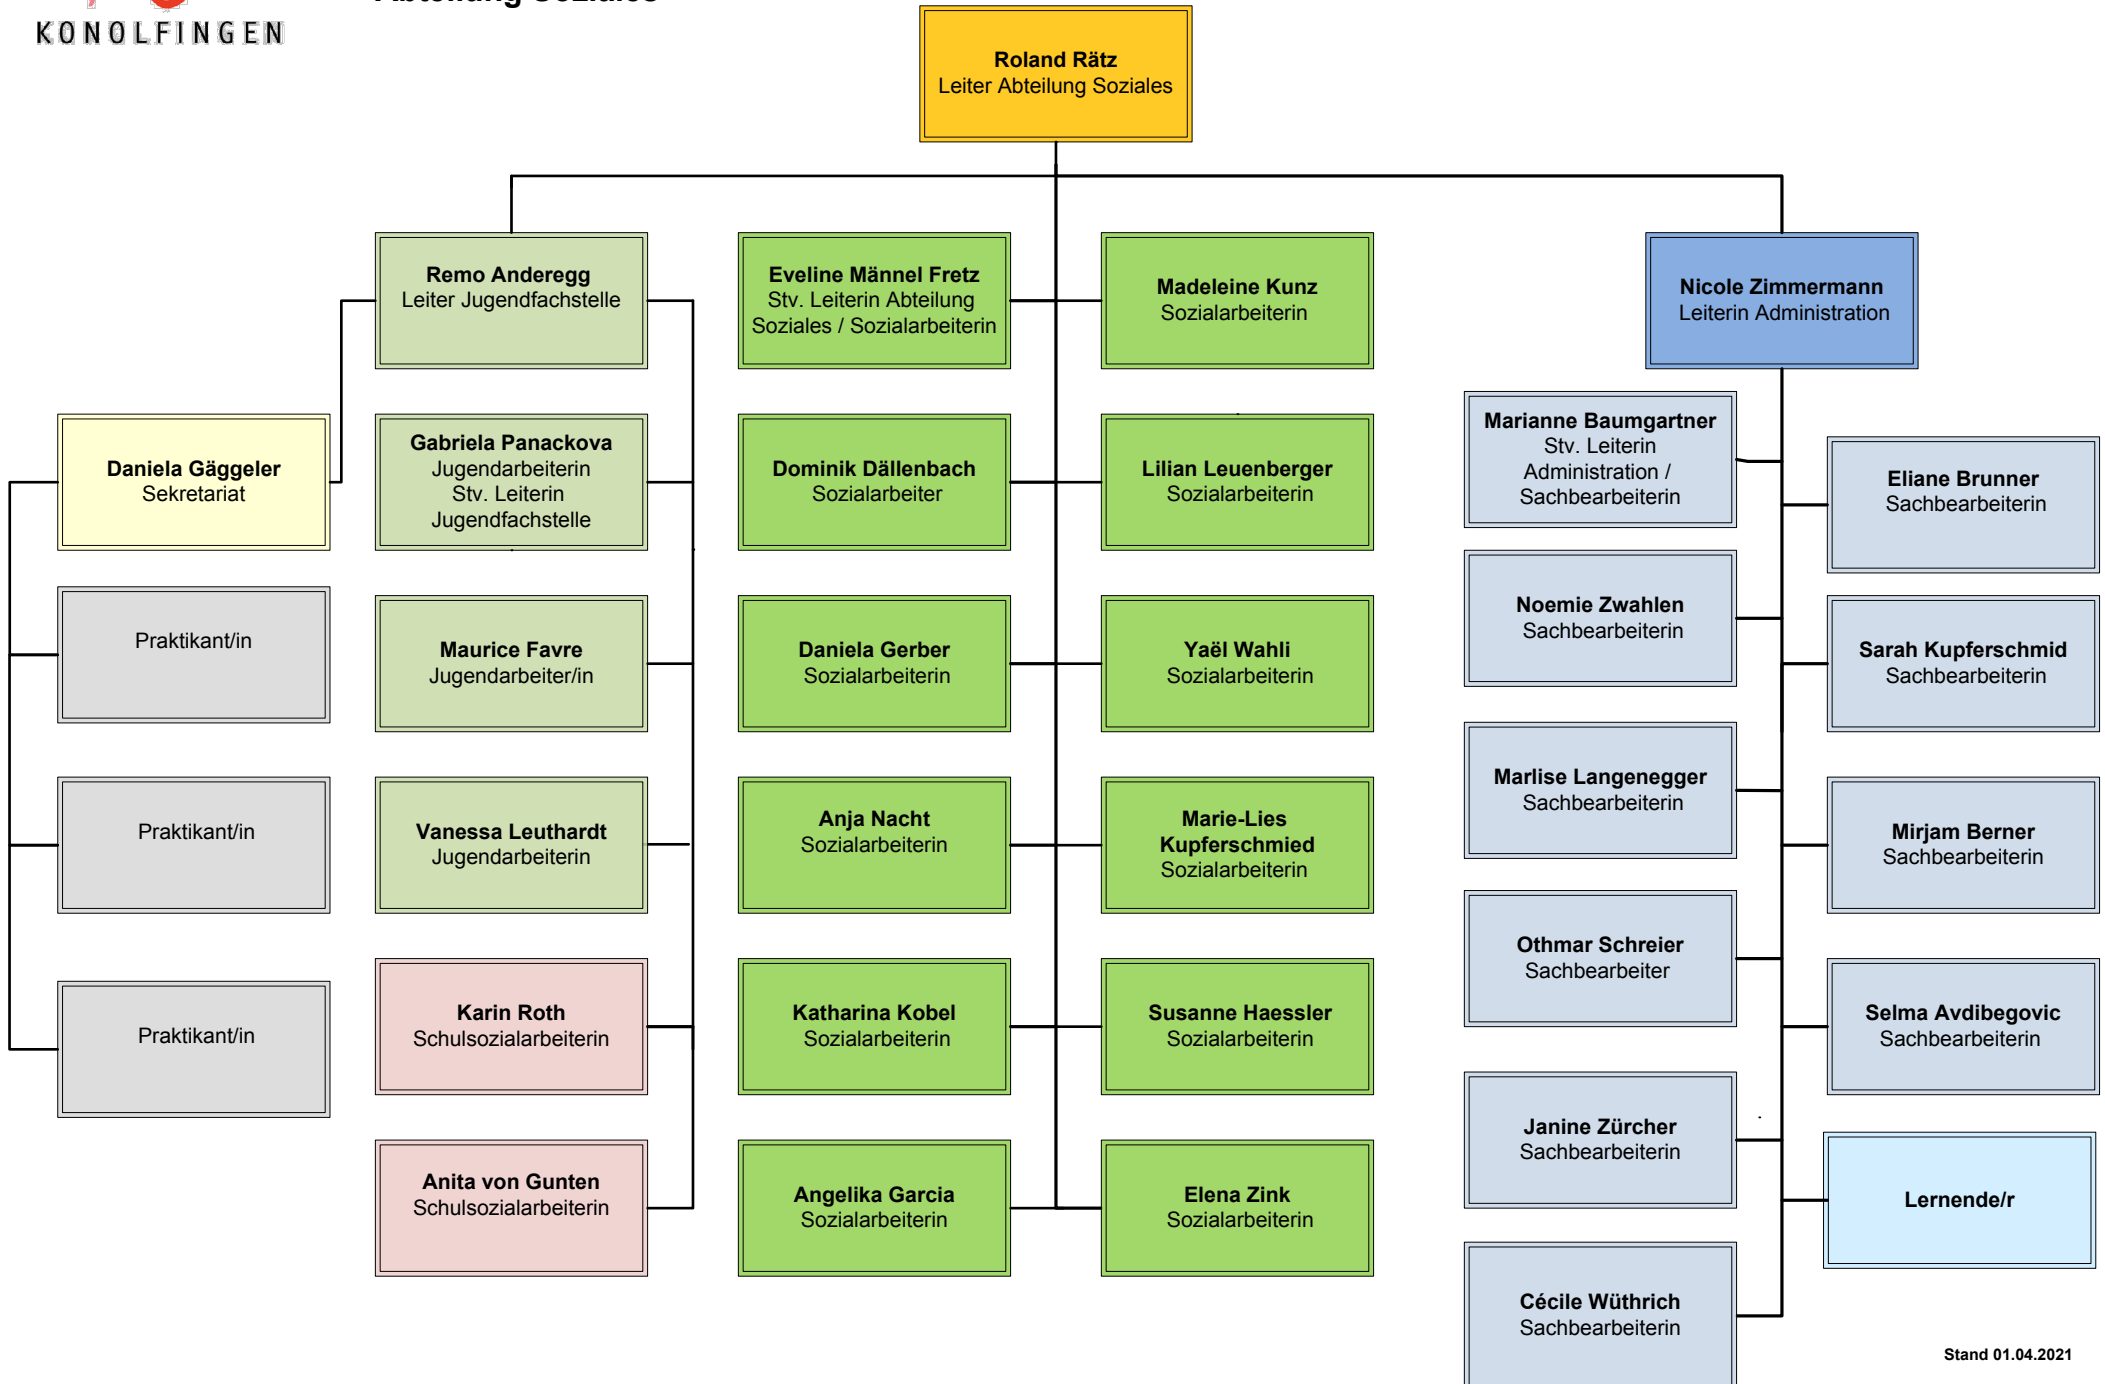 Abteilung Soziales
KONOLFINGEN
Roland Rätz
Leiter Abteilung Soziales
Remo Anderegg
Leiter Jugendfachstelle
Eveline Männel Fretz
Stv. Leiterin Abteilung
Soziales / Sozialarbeiterin
Madeleine Kunz
Sozialarbeiterin
Nicole Zimmermann
Leiterin Administration
Daniela Gäggeler
Sekretariat
Gabriela Panackova
Jugendarbeiterin
Stv. Leiterin
Jugendfachstelle
Dominik Dällenbach
Sozialarbeiter
Lilian Leuenberger
Sozialarbeiterin
Marianne Baumgartner
Stv. Leiterin
Administration /
Sachbearbeiterin
Eliane Brunner
Sachbearbeiterin
Praktikant/in
Maurice Favre
Jugendarbeiter/in
Daniela Gerber
Sozialarbeiterin
Yaël Wahli
Sozialarbeiterin
Noemie Zwahlen
Sachbearbeiterin
Sarah Kupferschmid
Sachbearbeiterin
Praktikant/in
Vanessa Leuthardt
Jugendarbeiterin
Anja Nacht
Sozialarbeiterin
Marie-Lies
Kupferschmied
Sozialarbeiterin
Marlise Langenegger
Sachbearbeiterin
Mirjam Berner
Sachbearbeiterin
Praktikant/in
Karin Roth
Schulsozialarbeiterin
Katharina Kobel
Sozialarbeiterin
Susanne Haessler
Sozialarbeiterin
Othmar Schreier
Sachbearbeiter
Selma Avdibegovic
Sachbearbeiterin
Anita von Gunten
Schulsozialarbeiterin
Angelika Garcia
Sozialarbeiterin
Elena Zink
Sozialarbeiterin
Janine Zürcher
Sachbearbeiterin
Lernende/r
Cécile Wüthrich
Sachbearbeiterin
Stand 01.04.2021